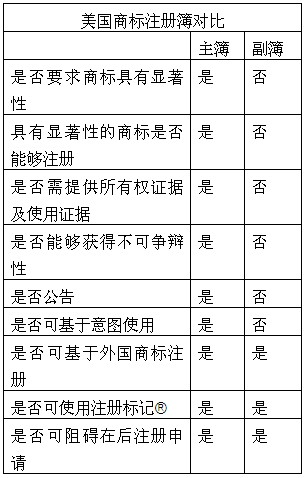 美国商标注册簿对比
主簿 副簿
是否要求商标具有显著 是 否
性
具有显著性的商标是否 是 否
能够注册
是否需提供所有权证据 是 否
及使用证据
是否能够获得不可争辩 是 否
性
是否公告 是 否
是否可基于意图使用 是 否
是否可基于外国商标注 是 是
册
是否可使用注册标记® 是 是
是否可阻碍在后注册申 是 是
请